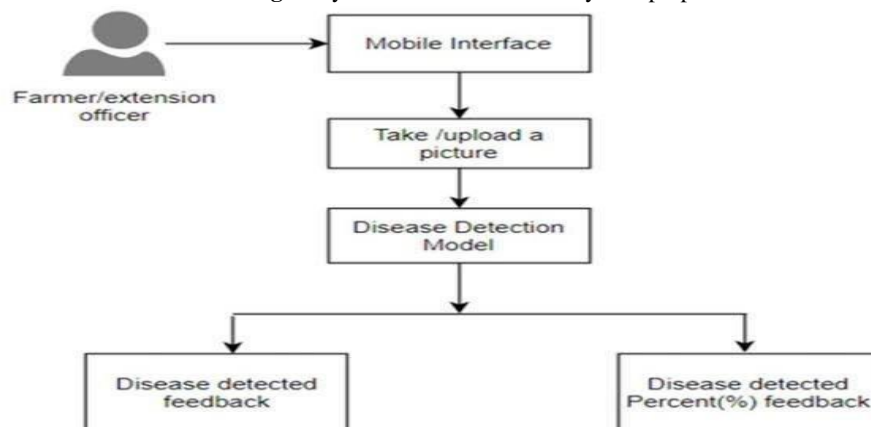 Mobile Interface
Farmer/extension
officer
Take /upload a
picture
Disease Detection
Model
Disease detected
feedback
Disease detected
Percent(%) feedback